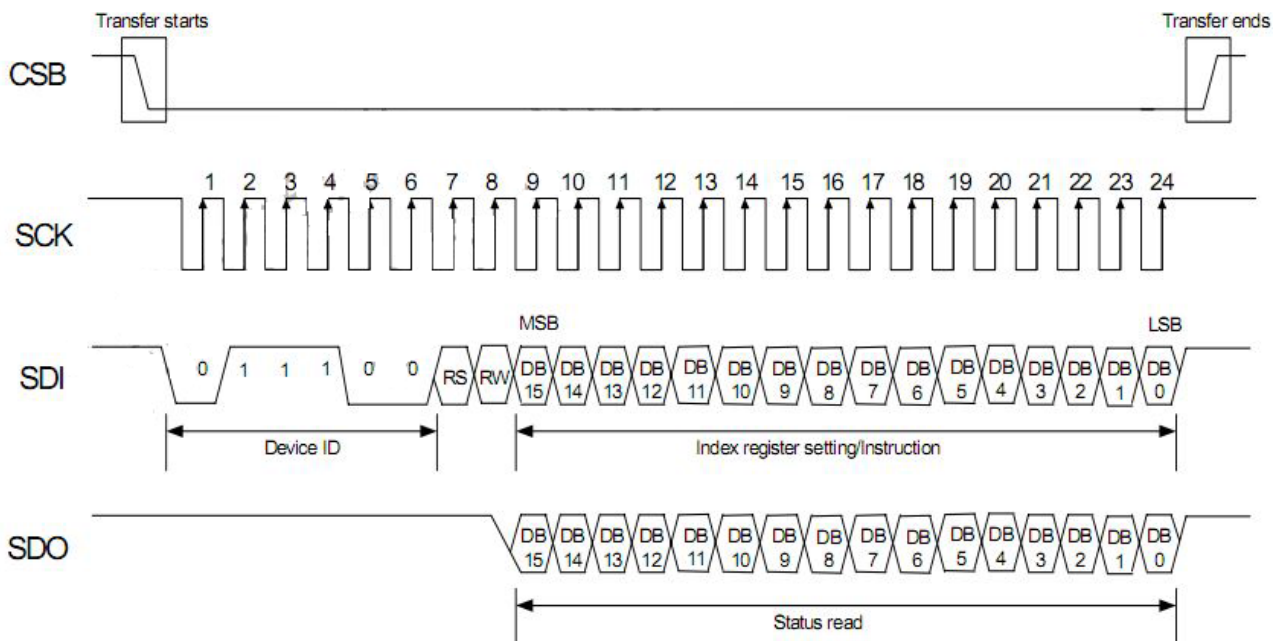 Transfer starts
Transfer ends
CSB
1 2 3 4 5 6 7 8 9 10 11 12 13 14 15 16 17 18 19 20 21 22 23 24
SCK
MSB
LSB
SDI
0 1 1 1 0 0 RS RW DB 15 DB 14 DB 13 DB 12 DB 11 DB 10 DB 9 DB 8 DB 7 DB 6 DB 5 DB 4 DB 3 DB 2 DB 1 DB 0
Device ID
Index register setting/Instruction
SDO
DB 15 DB 14 DB 13 DB 12 DB 11 DB 10 DB 9 DB 8 DB 7 DB 6 DB 5 DB 4 DB 3 DB 2 DB 1 DB 0
Status read